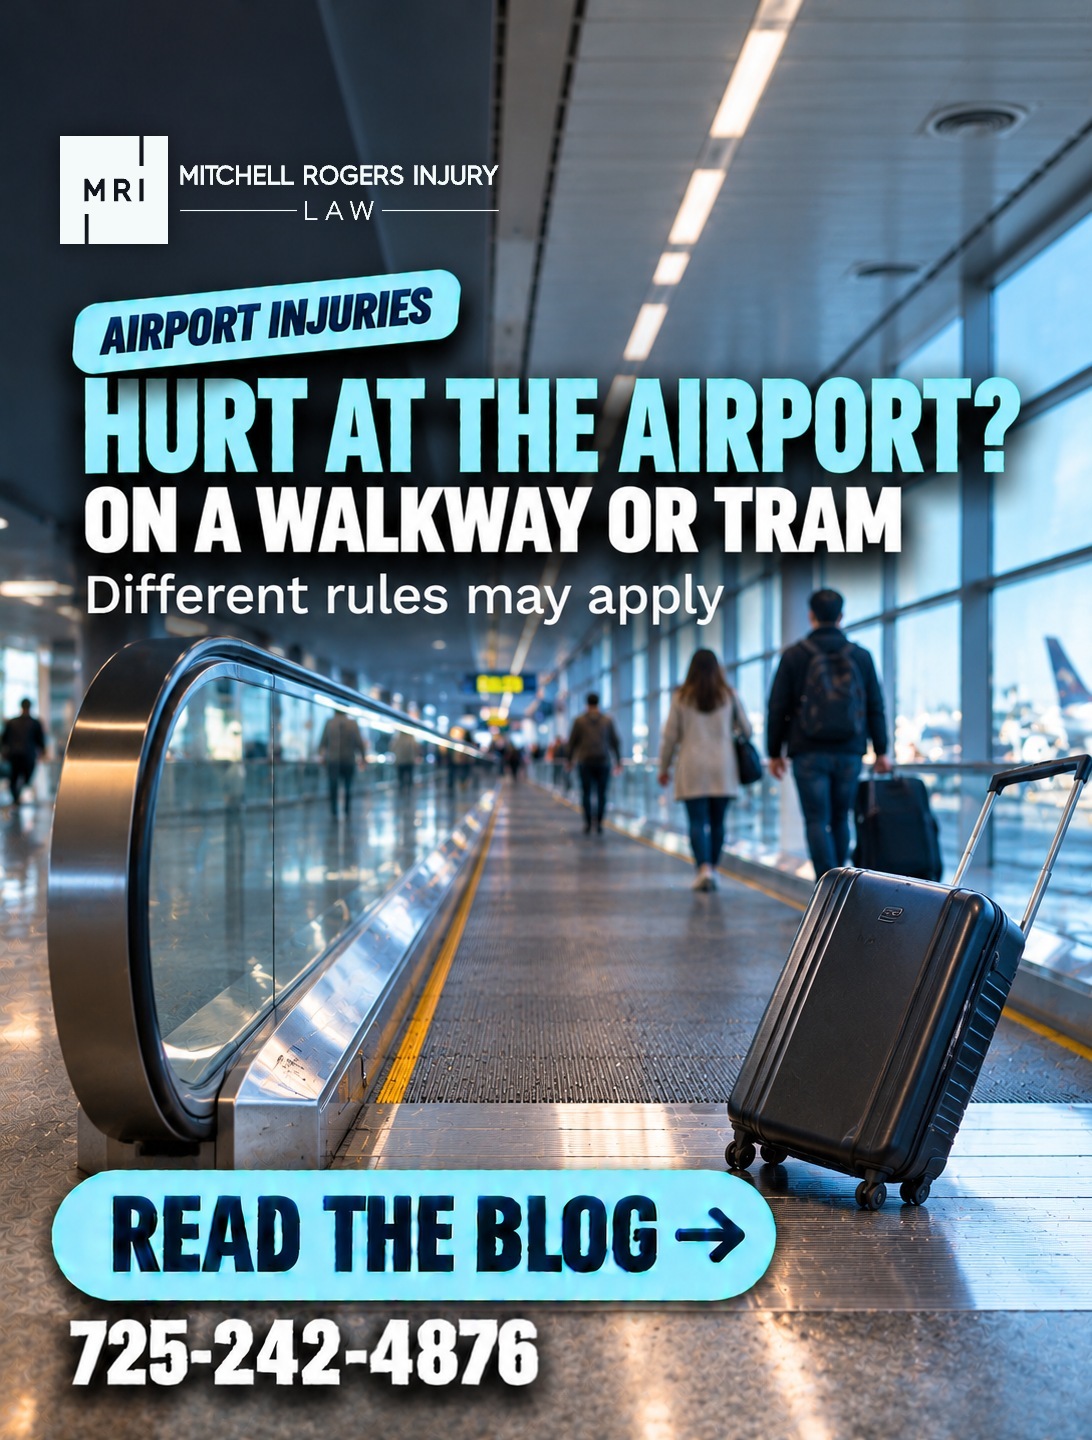 MRI
MITCHELL ROGERS INJURY
LAW
AIRPORT INJURIES
HURT AT THE AIRPORT?
ON A WALKWAY OR TRAM
Different rules may apply
READ THE BLOG →
725-242-4876